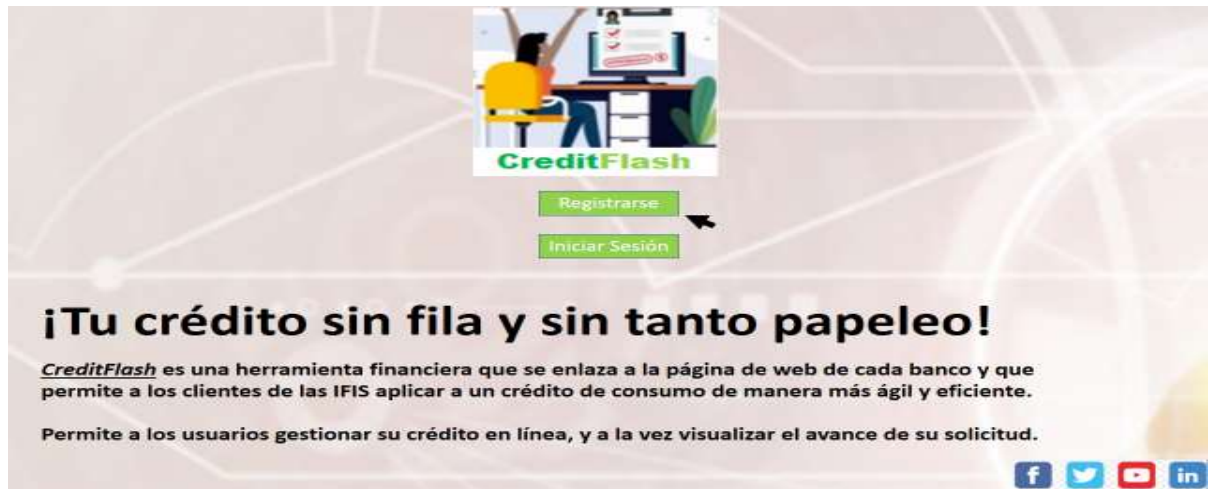 CreditFlash
Registrarse
Iniciar Sesión
¡Tu crédito sin fila y sin tanto papeleo!
CreditFlash es una herramienta financiera que se enlaza a la página de web de cada banco y que
permite a los clientes de las IFIS aplicar a un crédito de consumo de manera más ágil y eficiente.
Permite a los usuarios gestionar su crédito en línea, y a la vez visualizar el avance de su solicitud.
f
in